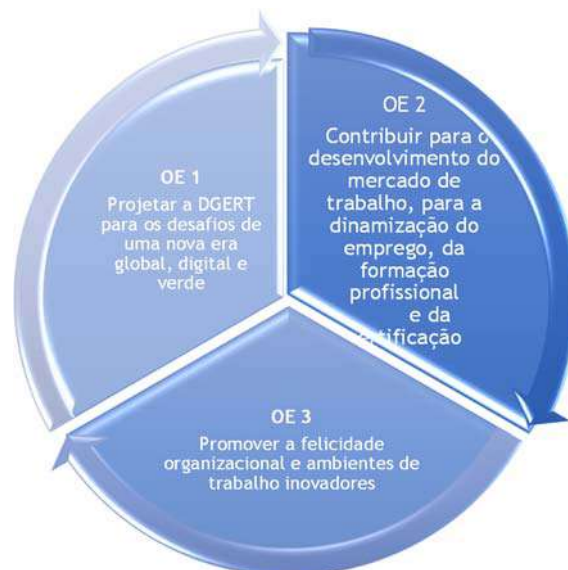 OE 1
Projetar a DGERT
para os desafios de
uma nova era
global, digital e
verde
OE 2
Contribuir para o
desenvolvimento do
mercado de
trabalho, para a
dinamização do
emprego, da
formação
profissional
e da
ertificação
OE 3
Promover a felicidade
organizacional e ambientes de
trabalho inovadores